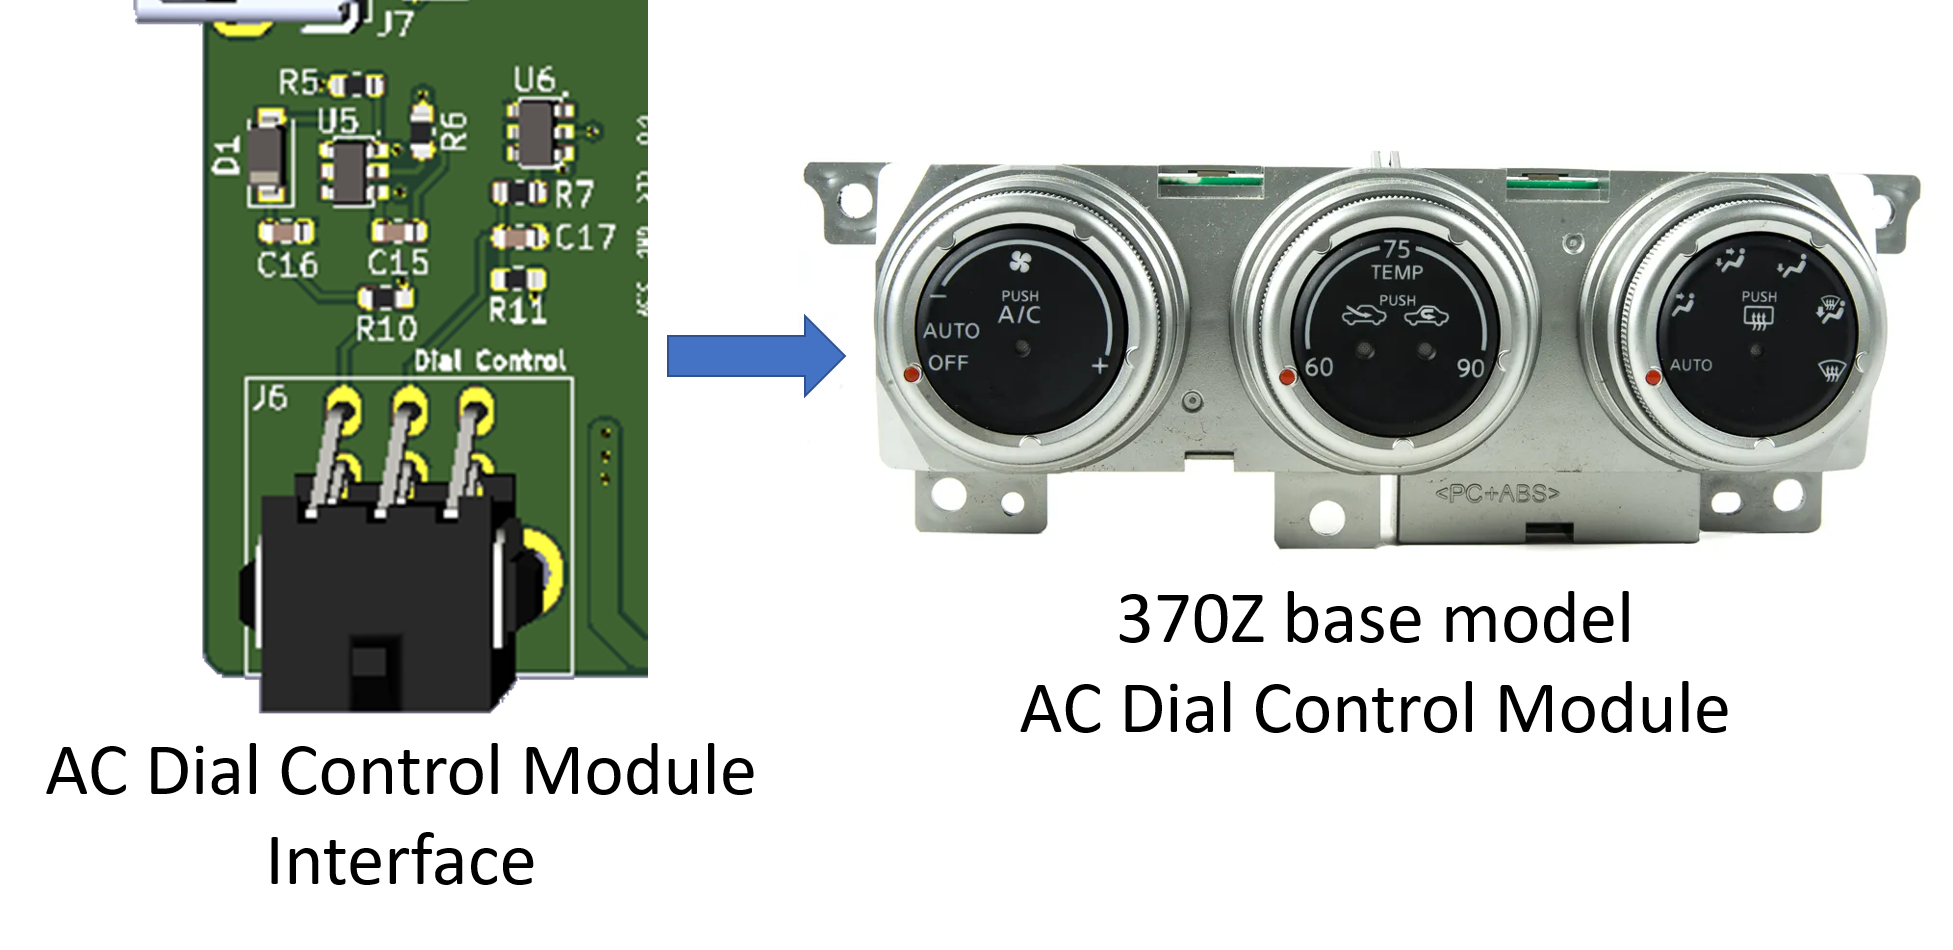 J7
R5
U5
R6
U6
D1
R7
C17
C16
C15
R11
R10
Dial Control
J6
AC Dial Control Module
Interface
PUSH
A/C
−
AUTO
OFF
+
75
TEMP
PUSH
60
90
PUSH
AUTO
<PC+ABS>
370Z base model
AC Dial Control Module